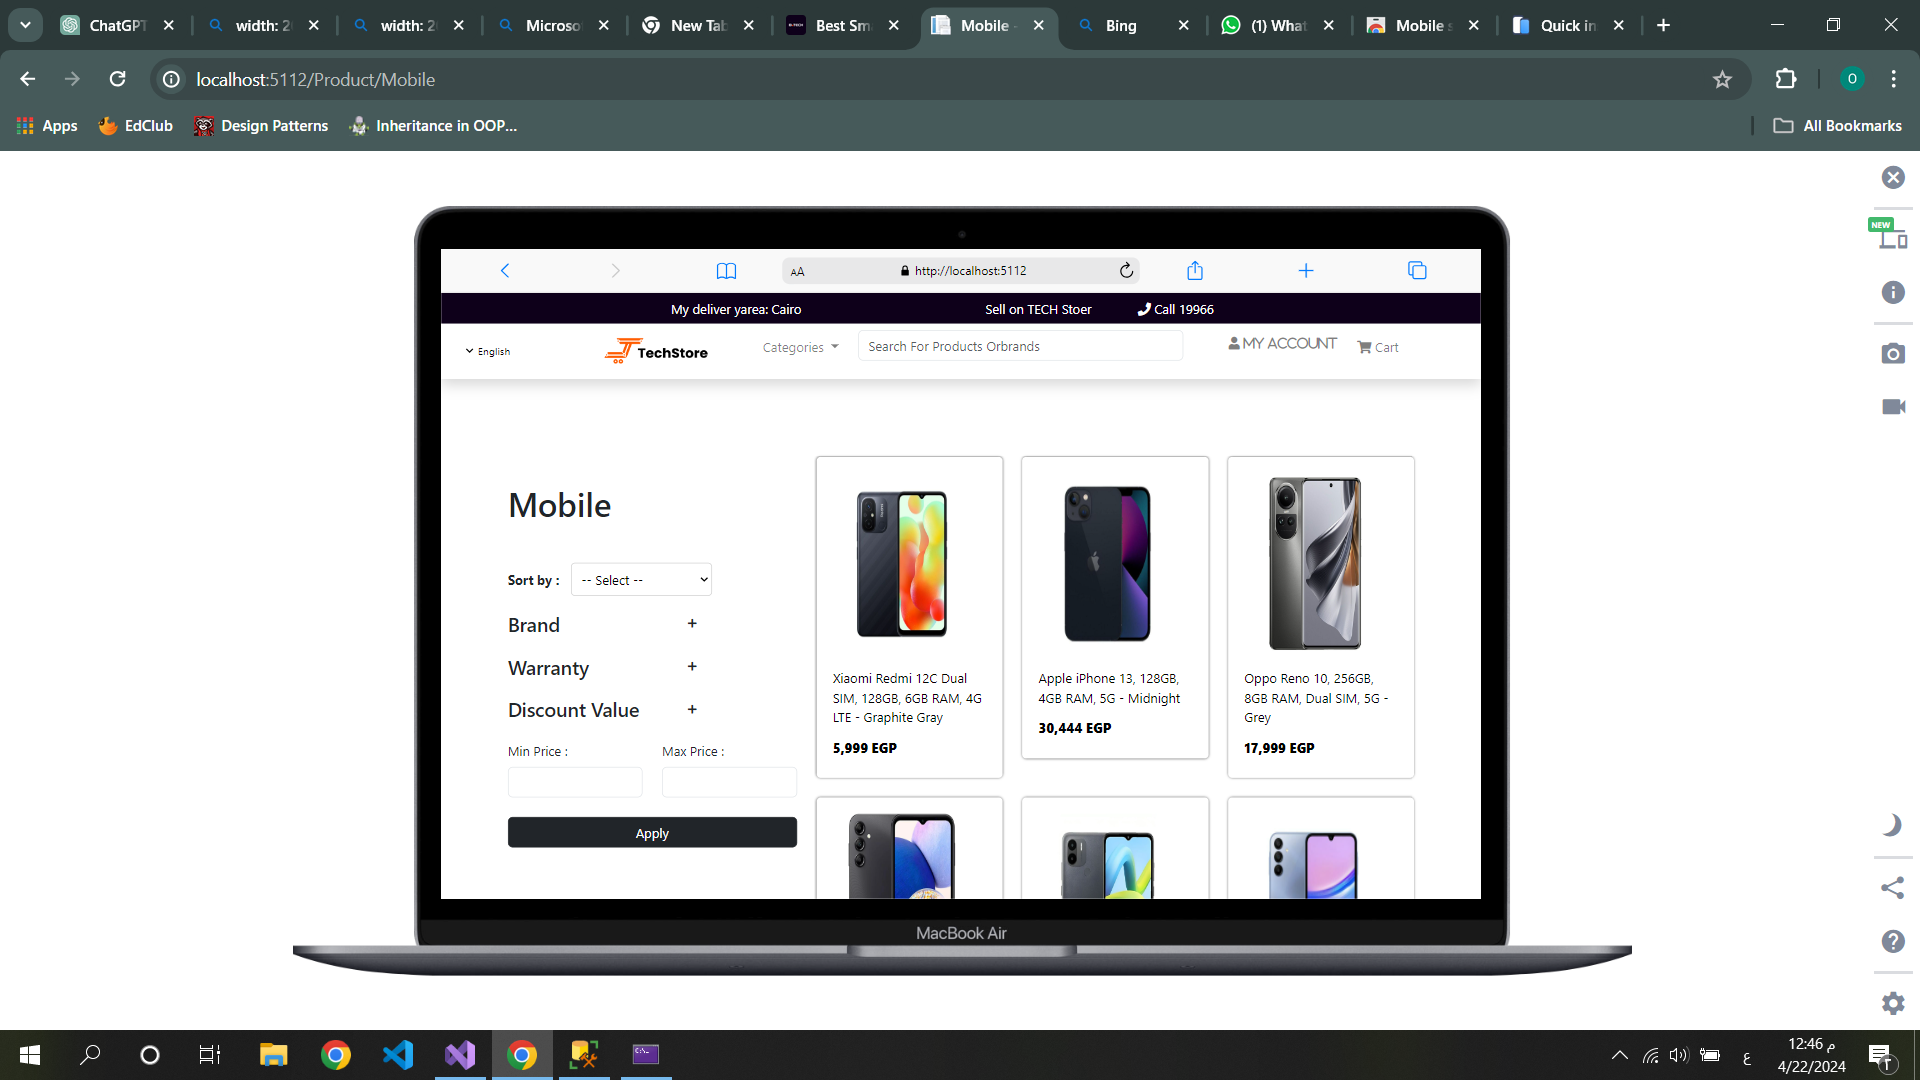 ChatGPT
width: 2
width: 2
Microso
New Tab
Best Sm
Mobile -
Bing
(1) What
Mobile s
Quick in
localhost:5112/Product/Mobile
O
Apps
EdClub
Design Patterns
Inheritance in OOP...
All Bookmarks
NEW
AA
http://localhost:5112
My deliver yarea: Cairo
Sell on TECH Stoer
Call 19966
English
TechStore
Categories
Search For Products Orbrands
MY ACCOUNT
Cart
Mobile
Sort by :
-- Select --
Brand
+
Warranty
+
Discount Value
+
Min Price :
Max Price :
Apply
Xiaomi Redmi 12C Dual
SIM, 128GB, 6GB RAM, 4G
LTE - Graphite Gray
5,999 EGP
Apple iPhone 13, 128GB,
4GB RAM, 5G - Midnight
30,444 EGP
Oppo Reno 10, 256GB,
8GB RAM, Dual SIM, 5G -
Grey
17,999 EGP
MacBook Air
ع
12:46 م
4/22/2024
٢